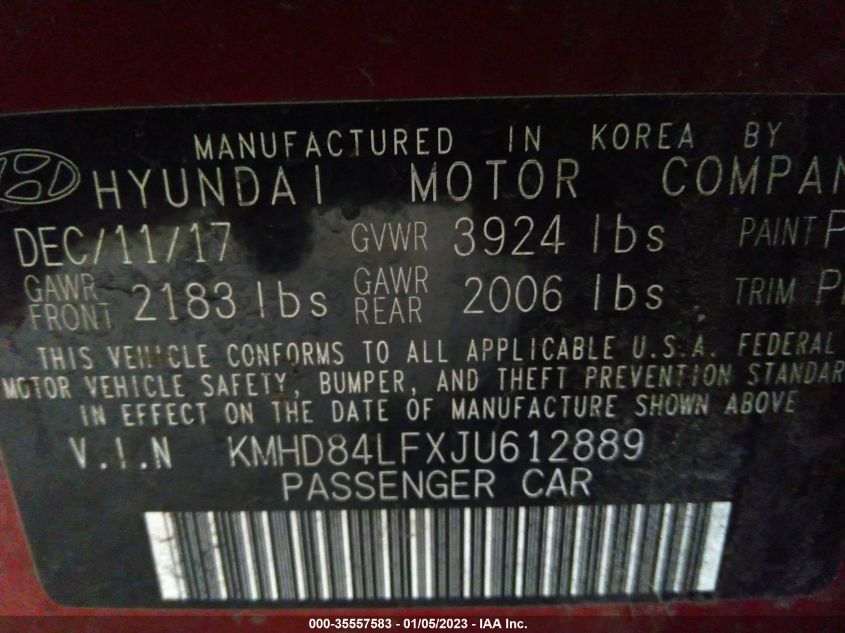 MANUFACTURED IN KOREA BY
HYUNDAI MOTOR COMPAN
DEC/11/17 GVWR 3924 lbs PAINT P
GAWR FRONT 2183 lbs GAWR REAR 2006 lbs TRIM P
THIS VEHICLE CONFORMS TO ALL APPLICABLE U.S.A. FEDERAL
MOTOR VEHICLE SAFETY, BUMPER, AND THEFT PREVENTION STANDAR
IN EFFECT ON THE DATE OF MANUFACTURE SHOWN ABOVE
V.I.N KMHD84LFXJU612889
PASSENGER CAR
000-35557583 - 01/05/2023 - IAA Inc.